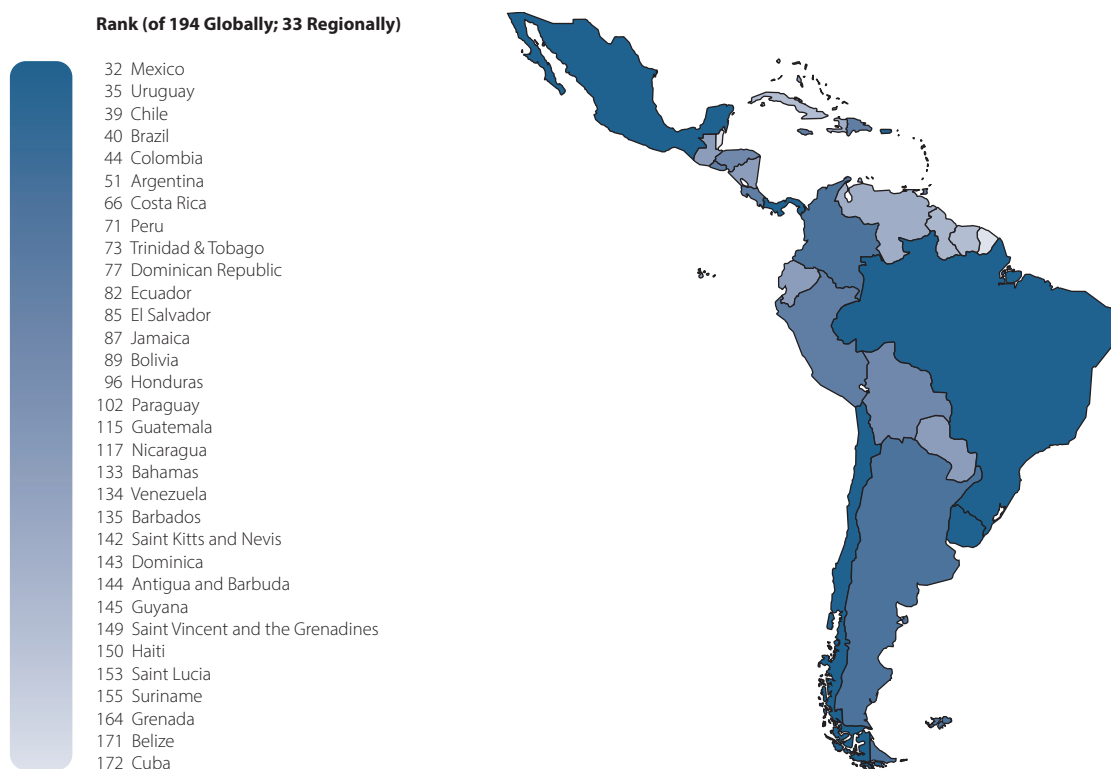 Rank (of 194 Globally; 33 Regionally)
32 Mexico
35 Uruguay
39 Chile
40 Brazil
44 Colombia
51 Argentina
66 Costa Rica
71 Peru
73 Trinidad & Tobago
77 Dominican Republic
82 Ecuador
85 El Salvador
87 Jamaica
89 Bolivia
96 Honduras
102 Paraguay
115 Guatemala
117 Nicaragua
133 Bahamas
134 Venezuela
135 Barbados
142 Saint Kitts and Nevis
143 Dominica
144 Antigua and Barbuda
145 Guyana
149 Saint Vincent and the Grenadines
150 Haiti
153 Saint Lucia
155 Suriname
164 Grenada
171 Belize
172 Cuba